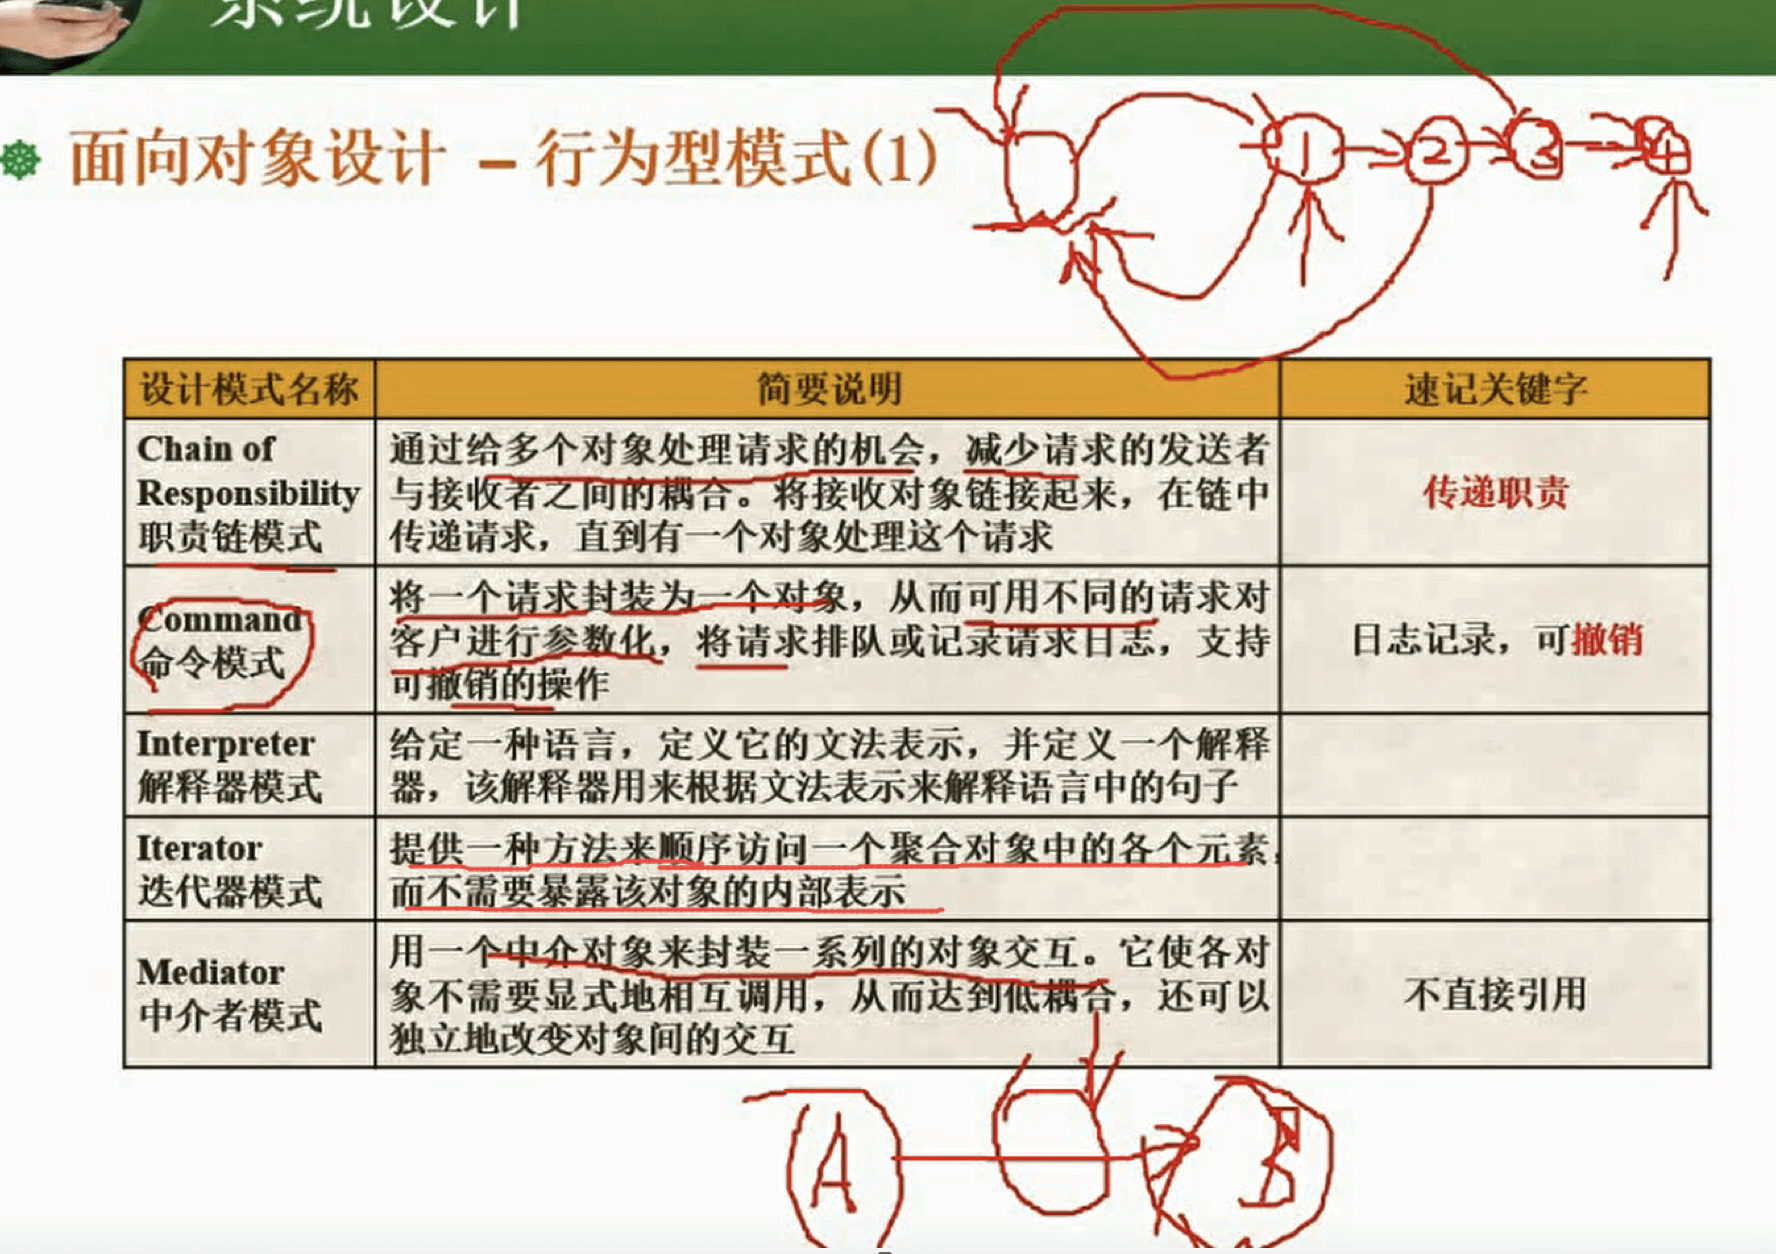 系统设计
面向对象设计 – 行为型模式(1)
1 2 3 4
设计模式名称 简要说明 速记关键字
Chain of
Responsibility
职责链模式
通过给多个对象处理请求的机会，减少请求的发送者
与接收者之间的耦合。将接收对象链接起来，在链中
传递请求，直到有一个对象处理这个请求
传递职责
Command
命令模式
将一个请求封装为一个对象，从而可用不同的请求对
客户进行参数化，将请求排队或记录请求日志，支持
可撤销的操作
日志记录，可撤销
Interpreter
解释器模式
给定一种语言，定义它的文法表示，并定义一个解释
器，该解释器用来根据文法表示来解释语言中的句子
Iterator
迭代器模式
提供一种方法来顺序访问一个聚合对象中的各个元素，
而不需要暴露该对象的内部表示
Mediator
中介者模式
用一个中介对象来封装一系列的对象交互。它使各对
象不需要显式地相互调用，从而达到低耦合，还可以
独立地改变对象间的交互
不直接引用
A B